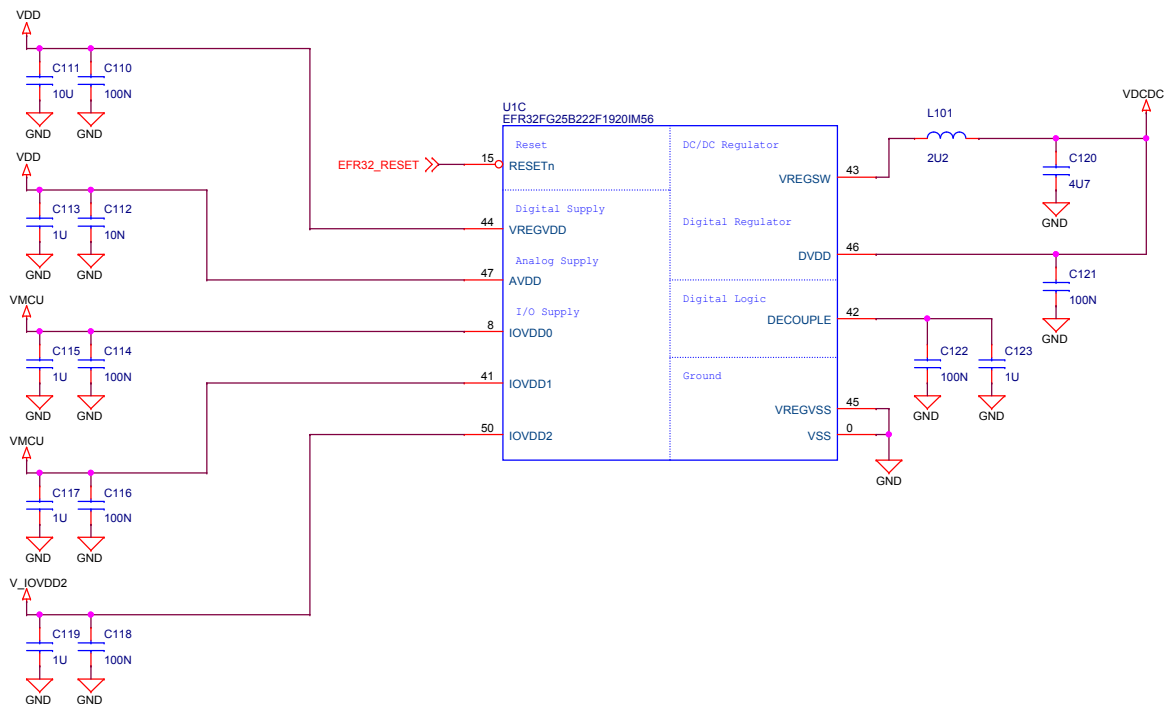 VDD
C111
10U
C110
100N
GND
GND
VDD
C113
1U
C112
10N
GND
GND
VMCU
C115
1U
C114
100N
GND
GND
VMCU
C117
1U
C116
100N
GND
GND
V_IOVDD2
C119
1U
C118
100N
GND
GND
EFR32_RESET
U1C
EFR32FG25B222F1920IM56
Reset
15
RESETn
Digital Supply
44
VREGVDD
Analog Supply
47
AVDD
I/O Supply
8
IOVDD0
41
IOVDD1
50
IOVDD2
DC/DC Regulator
VREGSW
43
Digital Regulator
DVDD
46
Digital Logic
DECOUPLE
42
Ground
VREGVSS
45
VSS
0
GND
L101
2U2
VDCDC
C120
4U7
GND
C121
100N
GND
C122
100N
GND
C123
1U
GND